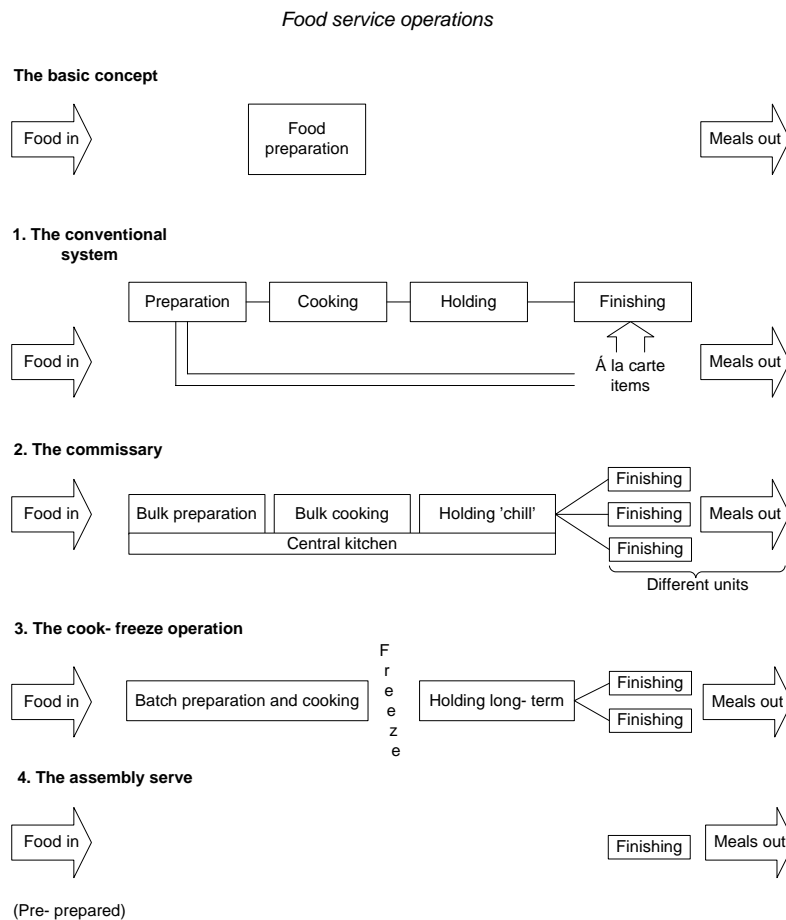 Food service operations
The basic concept
Food in
Food
preparation
Meals out
1. The conventional
system
Preparation
Cooking
Holding
Finishing
Food in
Á la carte
items
Meals out
2. The commissary
Food in
Bulk preparation
Bulk cooking
Holding 'chill'
Central kitchen
Finishing
Finishing
Finishing
Meals out
Different units
3. The cook- freeze operation
Food in
Batch preparation and cooking
F
r
e
e
z
e
Holding long- term
Finishing
Finishing
Meals out
4. The assembly serve
Food in
Finishing
Meals out
(Pre- prepared)